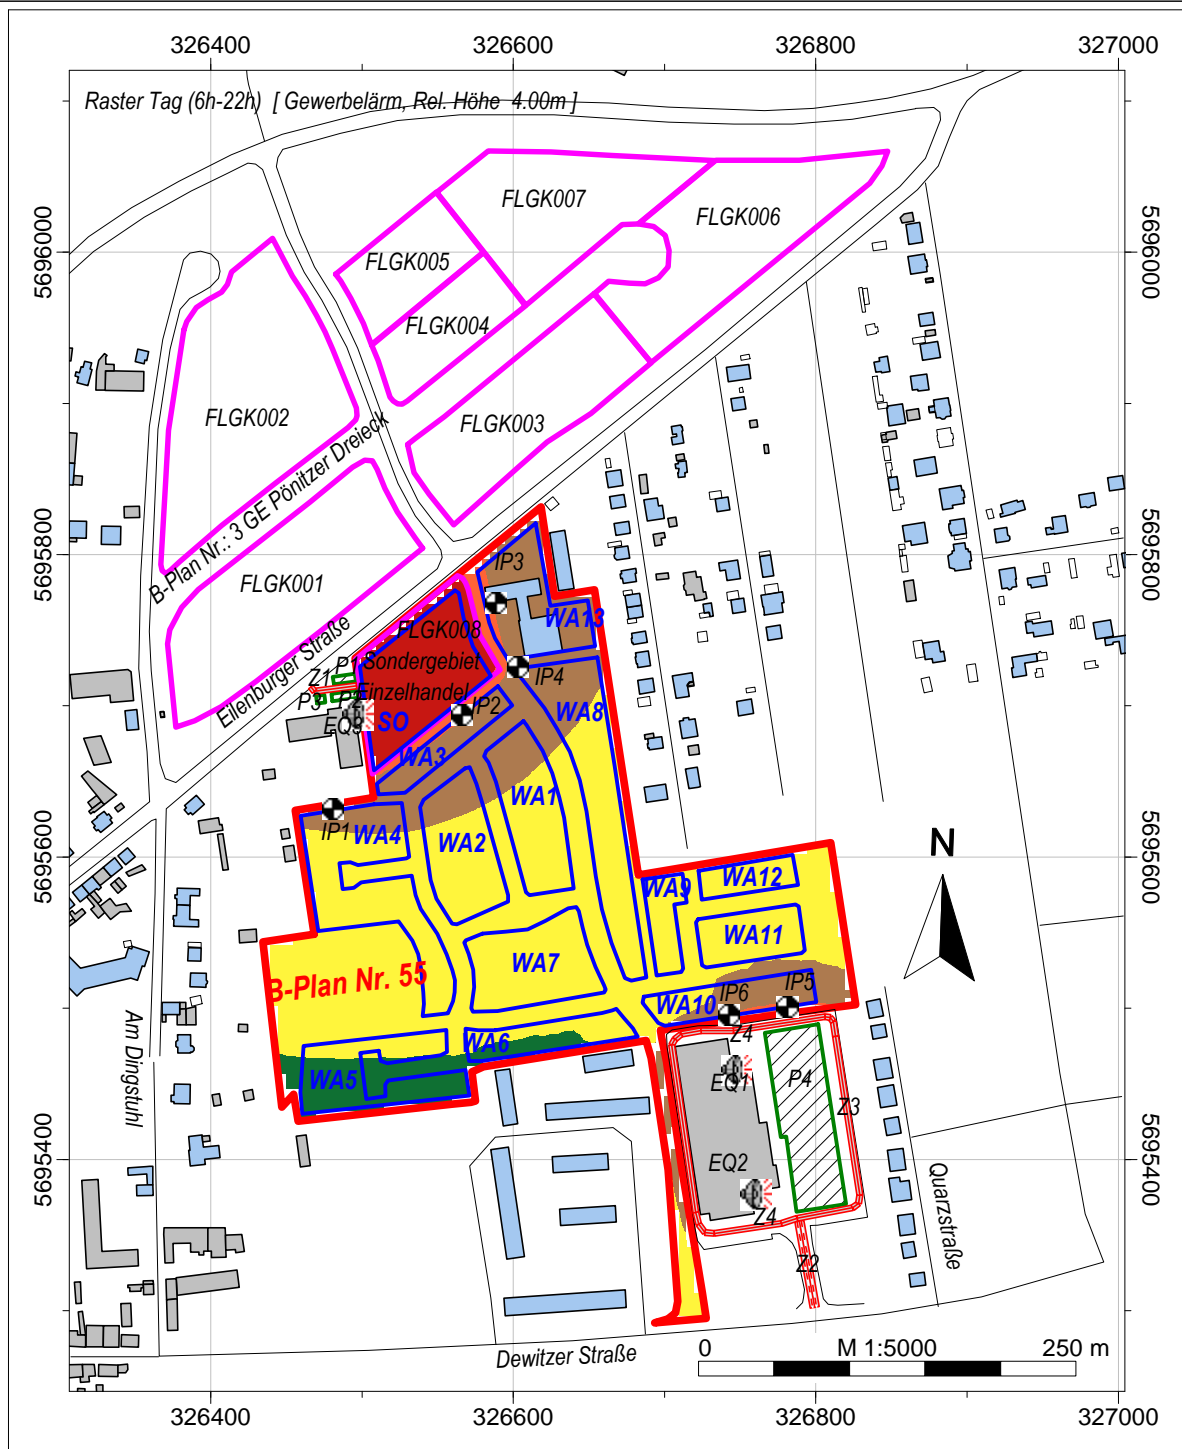 326400 326600 326800 327000
Raster Tag (6h-22h) [ Gewerbelärm, Rel. Höhe 4.00m ]
FLGK007
FLGK006
5696000
FLGK005
5696000
FLGK004
FLGK002
FLGK003
B-Plan Nr.: 3 GE Pönitzer Dreieck
5695800
IP3
5695800
FLGK001
WA13
FLGK008
Eilenburger Straße
P1
Sondergebiet
IP4
Z1
Einzelhandel
P3
P2
IP2
EQ3
SO
WA8
WA3
WA1
IP1
WA4
WA2
N
5695600
WA9
WA12
5695600
WA11
WA7
B-Plan Nr. 55
IP6
IP5
WA10
Z4
WA6
Am Dingstuhl
WA5
EQ1
P4
Z3
5695400
EQ2
5695400
Z4
Quarzstraße
Z2
Dewitzer Straße
0 M 1:5000 250 m
326400 326600 326800 327000